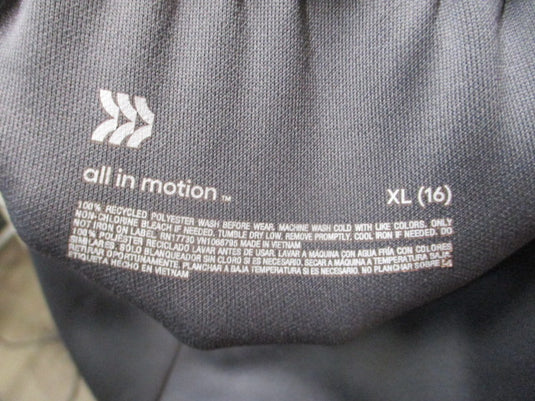 all in motion™
XL (16)
100% RECYCLED POLYESTER WASH BEFORE WEAR. MACHINE WASH COLD WITH LIKE COLORS. ONLY
NON-CHLORINE BLEACH IF NEEDED. TUMBLE DRY LOW. REMOVE PROMPTLY. COOL IRON IF NEEDED. DO
NOT IRON ON LABEL. RN17730 VN1068795 MADE IN VIETNAM
100% POLIÉSTER RECICLADO LAVAR ANTES DE USAR. LAVAR A MÁQUINA CON AGUA FRÍA CON COLORES
SIMILARES. SOLO BLANQUEADOR SIN CLORO SI ES NECESARIO. SECAR A MÁQUINA A TEMPERATURA BAJA.
OPORTUNAMENTE. PLANCHAR A BAJA TEMPERATURA SI ES NECESARIO. NO PLANCHAR SOBRE
HECHO EN VIETNAM